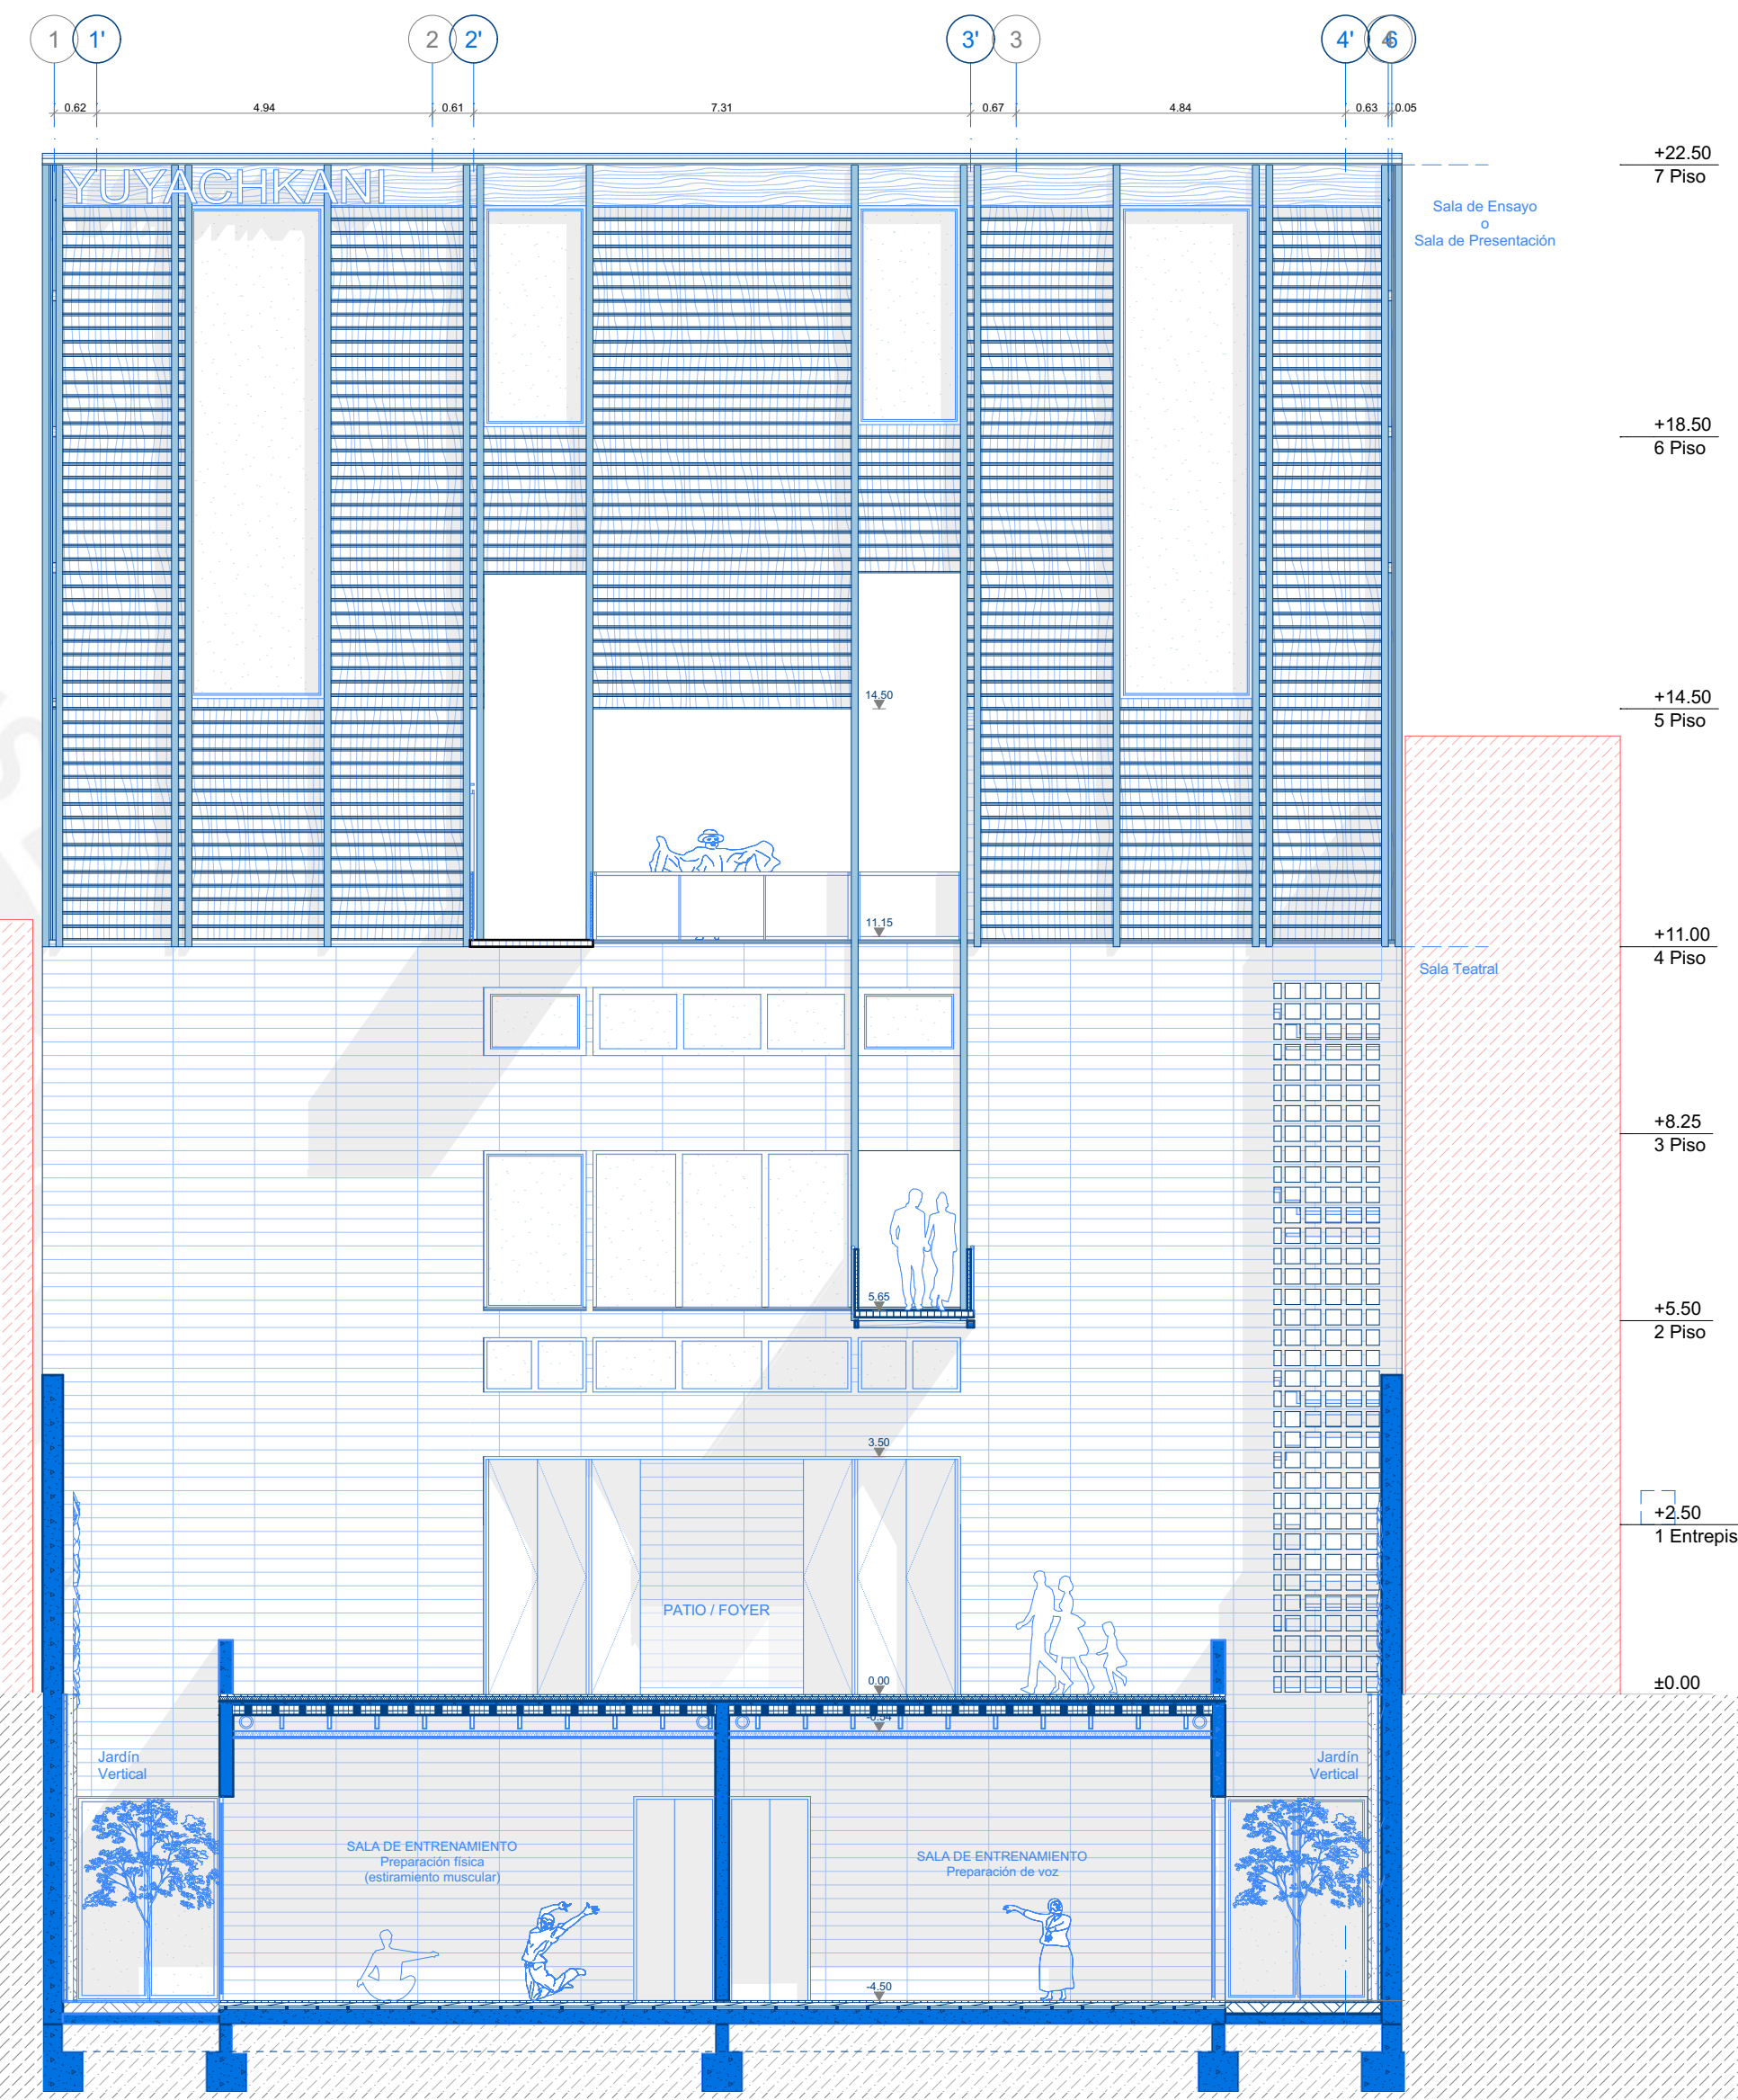 1 1' 2 2' 3' 3 4' 6
0.62 4.94 0.61 7.31 0.67 4.84 0.63 0.05
YUYACHKANI
+22.50
7 Piso
Sala de Ensayo
o
Sala de Presentación
+18.50
6 Piso
14.50
+14.50
5 Piso
11.15
+11.00
4 Piso
Sala Teatral
+8.25
3 Piso
5.65
+5.50
2 Piso
3.50
+2.50
1 Entrepis
PATIO / FOYER
0.00
±0.00
-0.54
Jardín
Vertical
Jardín
Vertical
SALA DE ENTRENAMIENTO
Preparación física
(estiramiento muscular)
SALA DE ENTRENAMIENTO
Preparación de voz
-4.50